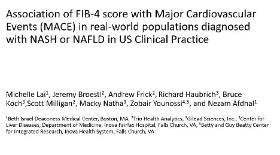 Association of FIB-4 score with Major Cardiovascular
Events (MACE) in real-world populations diagnosed
with NASH or NAFLD in US Clinical Practice
Michelle Lai¹, Jeremy Broestl², Andrew Frick², Richard Haubrich³, Bruce
Koch³, Scott Milligan², Macky Natha³, Zobair Younossi⁴,⁵, and Nezam Afdhal¹
¹Beth Israel Deaconess Medical Center, Boston, MA, ²Trio Health Analytics, ³Gilead Sciences, Inc., ⁴Center for
Liver Diseases, Department of Medicine, Inova Fairfax Hospital, Falls Church, VA, ⁵Betty and Guy Beatty Center
for Integrated Research, Inova Health System, Falls Church, VA